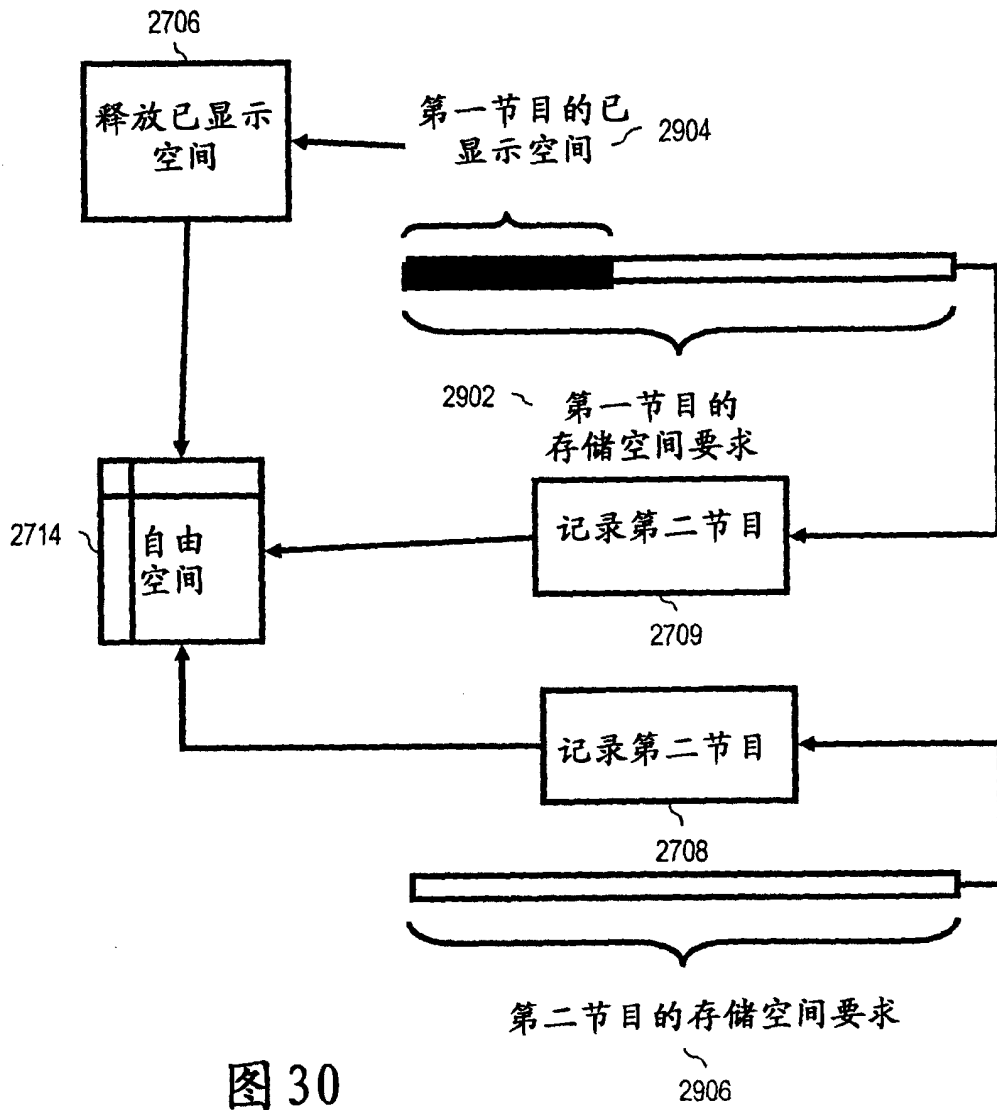 2706
释放已显示
空间
第一节目的已
显示空间
2904
2902
第一节目的
存储空间要求
2714
自由
空间
记录第二节目
2709
记录第二节目
2708
第二节目的存储空间要求
2906
图 30